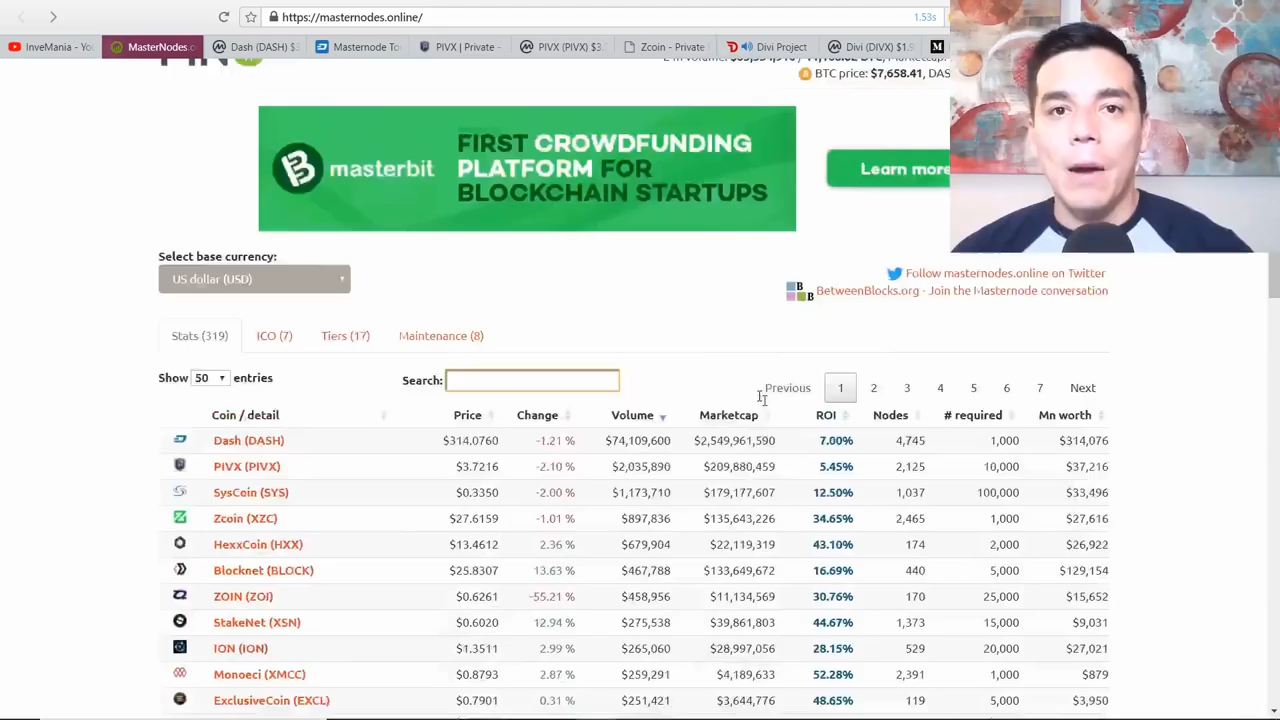 https://masternodes.online/
1.53s
InveMania - Yo
MasterNodes.o
Dash (DASH) $3
Masternode To
PIVX | Private -
PIVX (PIVX) $3.
Zcoin - Private
Divi Project
Divi (DIVX) $1.9
BTC price: $7,658.41, DAS
masterbit
FIRST CROWDFUNDING
PLATFORM FOR
BLOCKCHAIN STARTUPS
Learn more
Select base currency:
US dollar (USD)
Follow masternodes.online on Twitter
BetweenBlocks.org - Join the Masternode conversation
Stats (319) ICO (7) Tiers (17) Maintenance (8)
Show 50 entries Search: Previous 1 2 3 4 5 6 7 Next
Coin / detail Price Change Volume Marketcap ROI Nodes # required Mn worth
Dash (DASH) $314.0760 -1.21 % $74,109,600 $2,549,961,590 7.00% 4,745 1,000 $314,076
PIVX (PIVX) $3.7216 -2.10 % $2,035,890 $209,880,459 5.45% 2,125 10,000 $37,216
SysCoin (SYS) $0.3350 -2.00 % $1,173,710 $179,177,607 12.50% 1,037 100,000 $33,496
Zcoin (XZC) $27.6159 -1.01 % $897,836 $135,643,226 34.65% 2,465 1,000 $27,616
HexxCoin (HXX) $13.4612 2.36 % $679,904 $22,119,319 43.10% 174 2,000 $26,922
Blocknet (BLOCK) $25.8307 13.63 % $467,788 $133,649,672 16.69% 440 5,000 $129,154
ZOIN (ZOI) $0.6261 -55.21 % $458,956 $11,134,569 30.76% 170 25,000 $15,652
StakeNet (XSN) $0.6020 12.94 % $275,538 $39,861,803 44.67% 1,373 15,000 $9,031
ION (ION) $1.3511 2.99 % $265,060 $28,997,056 28.15% 529 20,000 $27,021
Monoeci (XMCC) $0.8793 2.87 % $259,291 $4,189,633 52.28% 2,391 1,000 $879
ExclusiveCoin (EXCL) $0.7901 0.31 % $251,421 $3,644,776 48.65% 119 5,000 $3,950